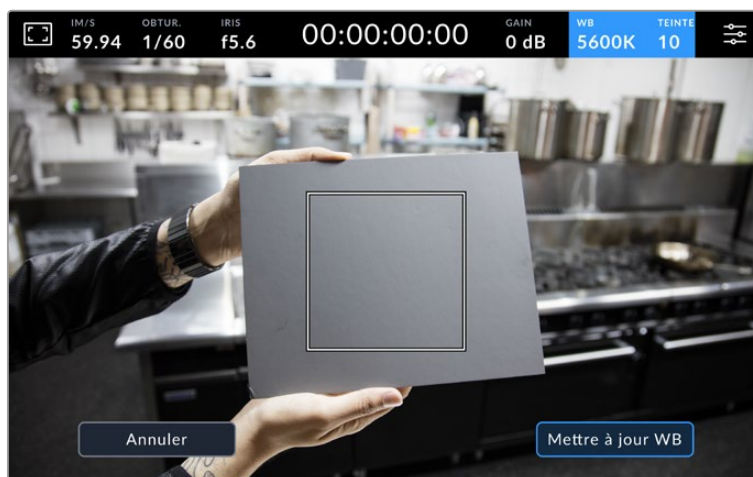 IM/S OBTUR. IRIS GAIN WB TEINTE
59.94 1/60 f5.6 00:00:00:00 0 dB 5600K 10
Annuler Mettre à jour WB